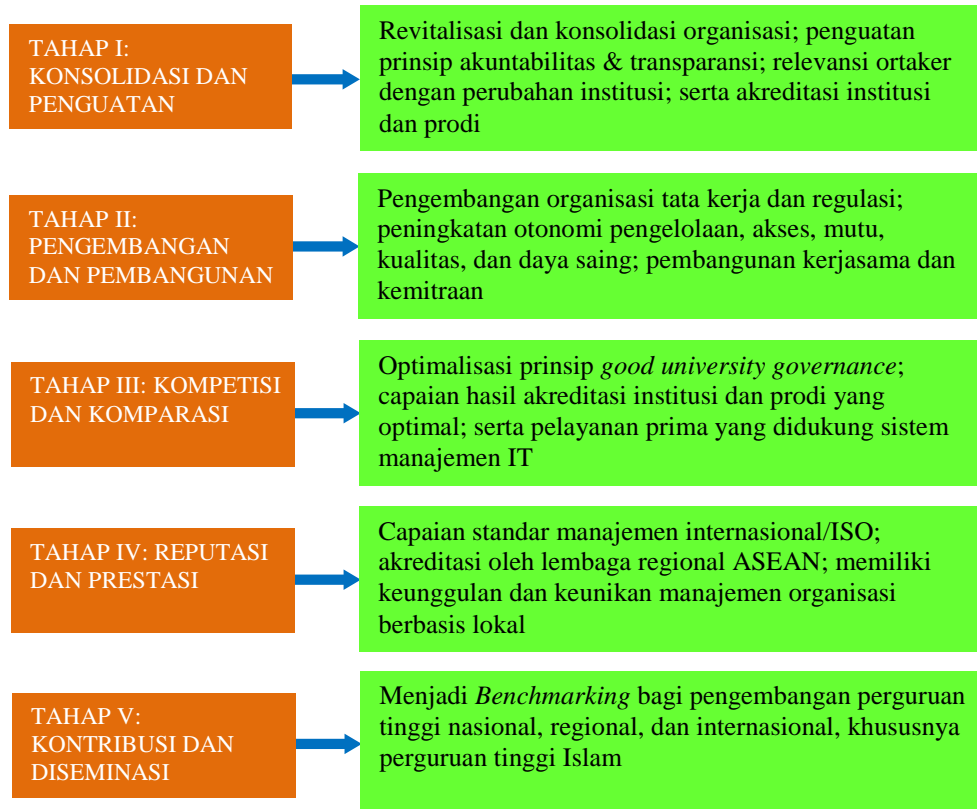 TAHAP I:
KONSOLIDASI DAN
PENGUATAN
Revitalisasi dan konsolidasi organisasi; penguatan
prinsip akuntabilitas & transparansi; relevansi ortaker
dengan perubahan institusi; serta akreditasi institusi
dan prodi
TAHAP II:
PENGEMBANGAN
DAN PEMBANGUNAN
Pengembangan organisasi tata kerja dan regulasi;
peningkatan otonomi pengelolaan, akses, mutu,
kualitas, dan daya saing; pembangunan kerjasama dan
kemitraan
TAHAP III: KOMPETISI
DAN KOMPARASI
Optimalisasi prinsip good university governance;
capaian hasil akreditasi institusi dan prodi yang
optimal; serta pelayanan prima yang didukung sistem
manajemen IT
TAHAP IV: REPUTASI
DAN PRESTASI
Capaian standar manajemen internasional/ISO;
akreditasi oleh lembaga regional ASEAN; memiliki
keunggulan dan keunikan manajemen organisasi
berbasis lokal
TAHAP V:
KONTRIBUSI DAN
DISEMINASI
Menjadi Benchmarking bagi pengembangan perguruan
tinggi nasional, regional, dan internasional, khususnya
perguruan tinggi Islam